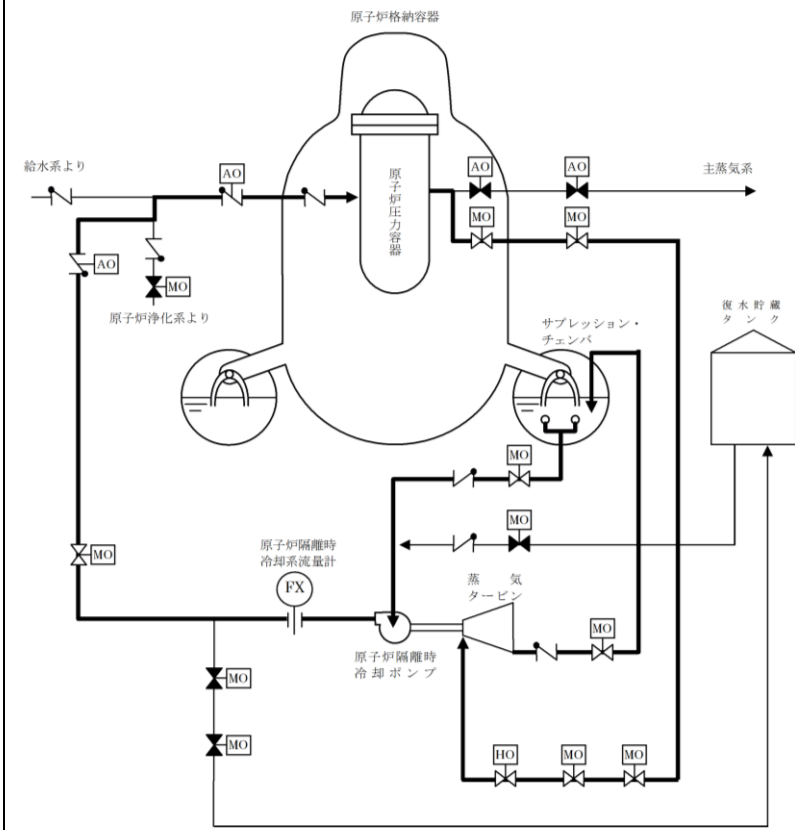 原子炉格納容器
給水系より
AO
AO
AO
主蒸気系
原子炉圧力容器
MO
MO
AO
MO
原子炉浄化系より
サプレッション・
チェンバ
復水貯蔵
タンク
MO
MO
MO
原子炉隔離時
冷却系流量計
FX
蒸気
タービン
MO
原子炉隔離時
冷却ポンプ
MO
MO
HO
MO
MO